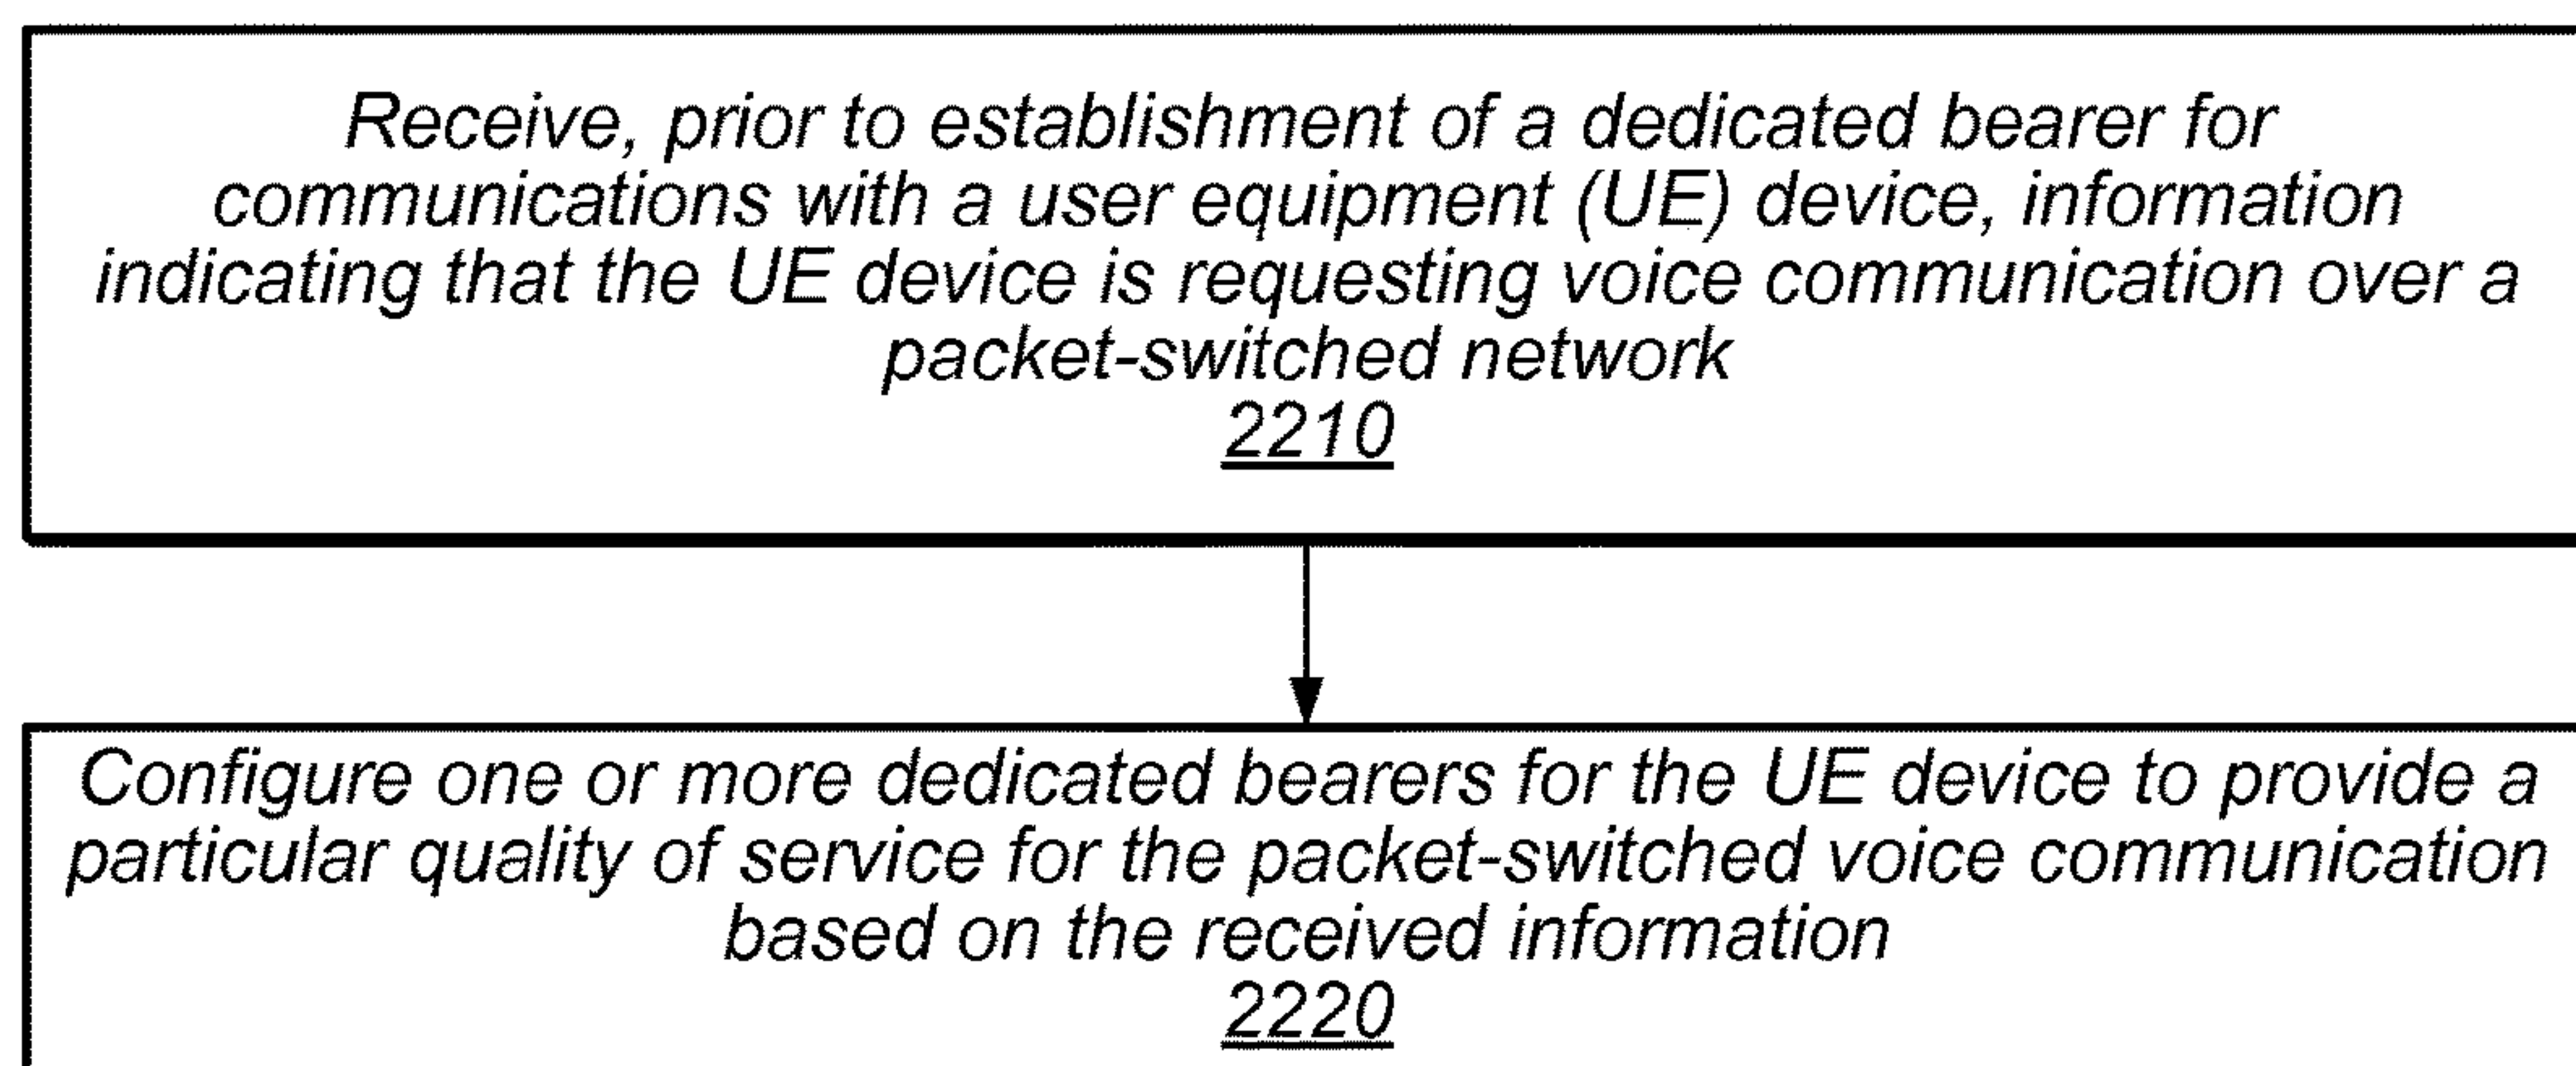 Receive, prior to establishment of a dedicated bearer for
communications with a user equipment (UE) device, information
indicating that the UE device is requesting voice communication over a
packet-switched network
2210
Configure one or more dedicated bearers for the UE device to provide a
particular quality of service for the packet-switched voice communication
based on the received information
2220